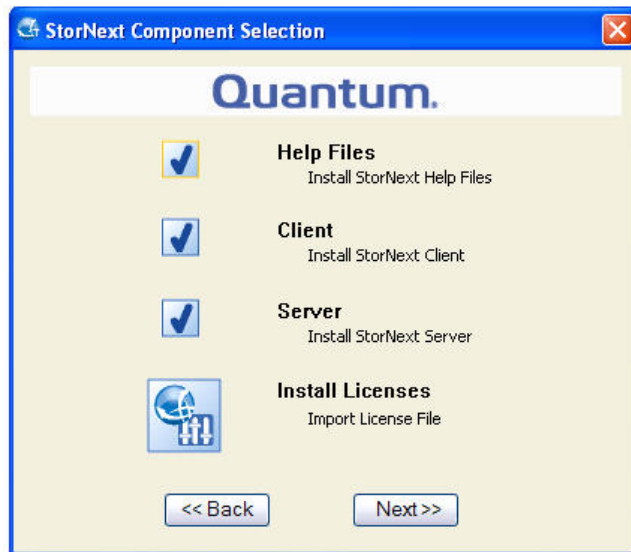 StorNext Component Selection
Quantum.
Help Files
Install StorNext Help Files
Client
Install StorNext Client
Server
Install StorNext Server
Install Licenses
Import License File
<< Back
Next >>